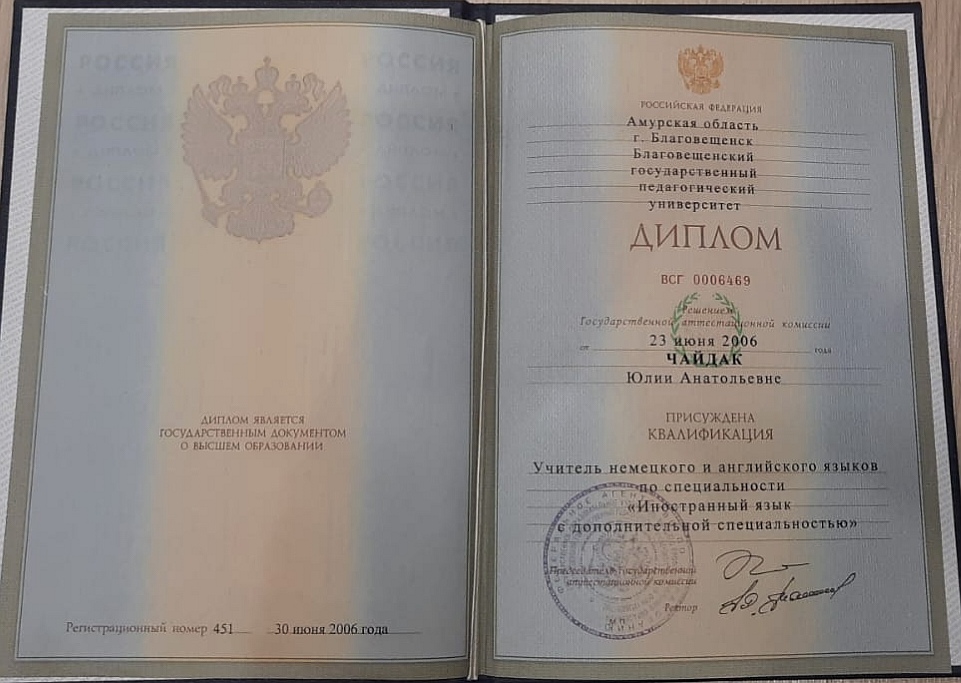 ДИПЛОМ ЯВЛЯЕТСЯ
ГОСУДАРСТВЕННЫМ ДОКУМЕНТОМ
О ВЫСШЕМ ОБРАЗОВАНИИ
Регистрационный номер 451 30 июня 2006 года
РОССИЙСКАЯ ФЕДЕРАЦИЯ
Амурская область
г. Благовещенск
Благовещенский
государственный
педагогический
университет
ДИПЛОМ
ВСГ 0006469
Решением
Государственной аттестационной комиссии
от 23 июня 2006 года
ЧАЙДАК
Юлии Анатольевне
ПРИСУЖДЕНА
КВАЛИФИКАЦИЯ
Учитель немецкого и английского языков
по специальности
«Иностранный язык
с дополнительной специальностью»
Председатель Государственной
аттестационной комиссии
Ректор